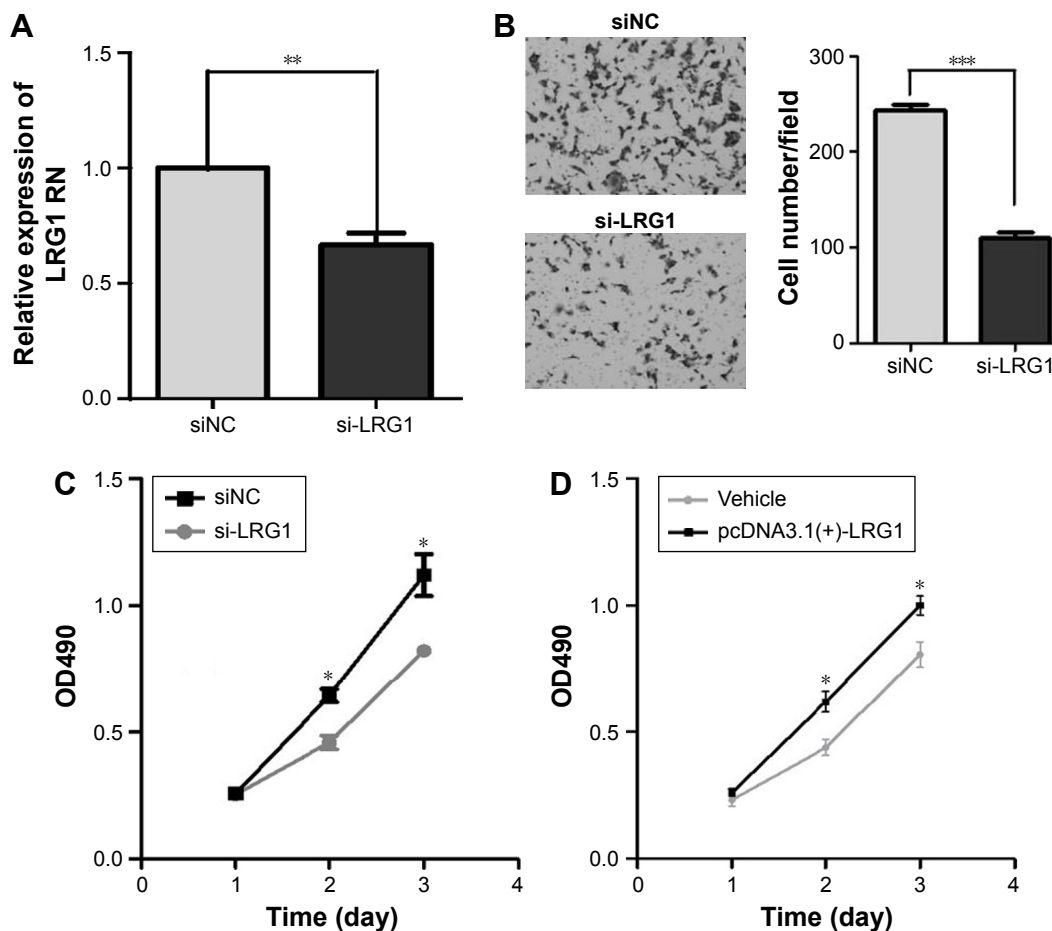 A
Relative expression of
LRG1 RN
1.5
1.0
0.5
0.0
**
siNC
si-LRG1
B
siNC
si-LRG1
Cell number/field
300
200
100
0
***
siNC
si-LRG1
C
siNC
si-LRG1
OD490
1.5
1.0
0.5
0.0
*
*
0
1
2
3
4
Time (day)
D
Vehicle
pcDNA3.1(+)-LRG1
OD490
1.5
1.0
0.5
0.0
*
*
0
1
2
3
4
Time (day)